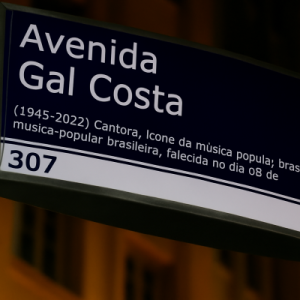 Avenida
Gal Costa
(1945-2022) Cantora, Icone da mùsica popula; bras
musica-popular brasileira, falecida no dia 08 de
307